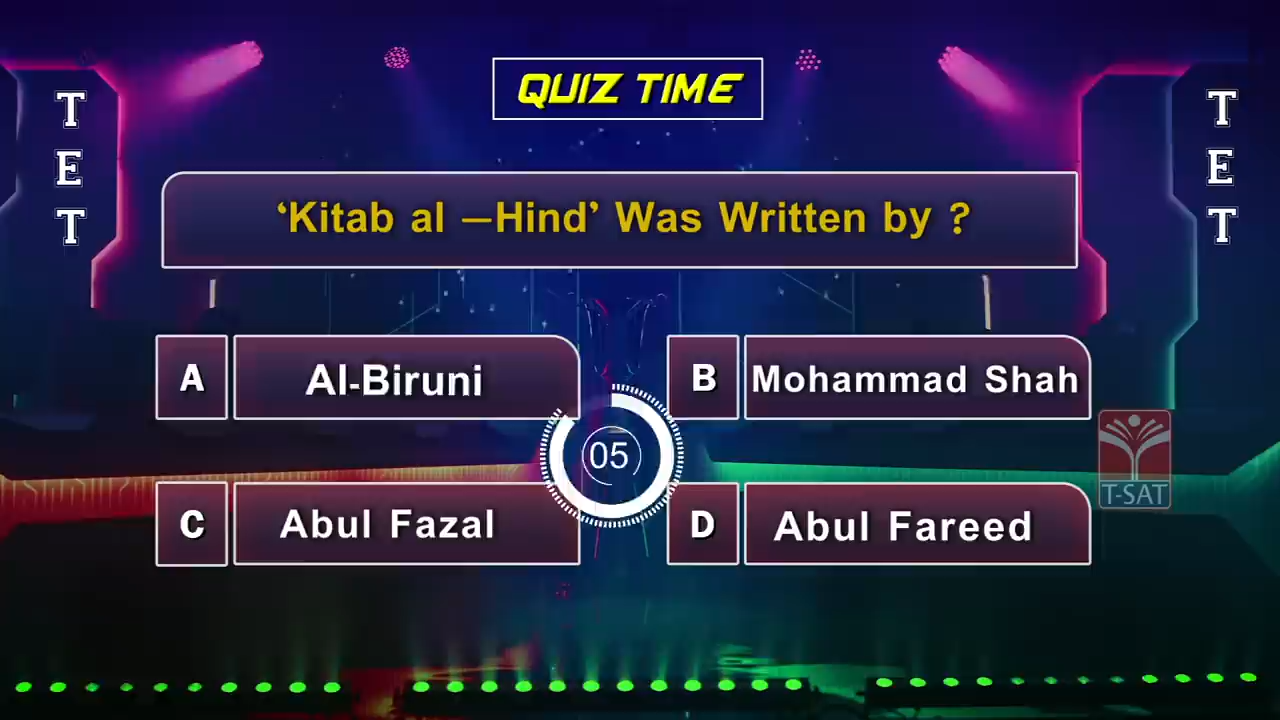 QUIZ TIME
T
E
T
T
E
T
‘Kitab al –Hind’ Was Written by ?
A
Al-Biruni
B
Mohammad Shah
05
C
Abul Fazal
D
Abul Fareed
T-SAT